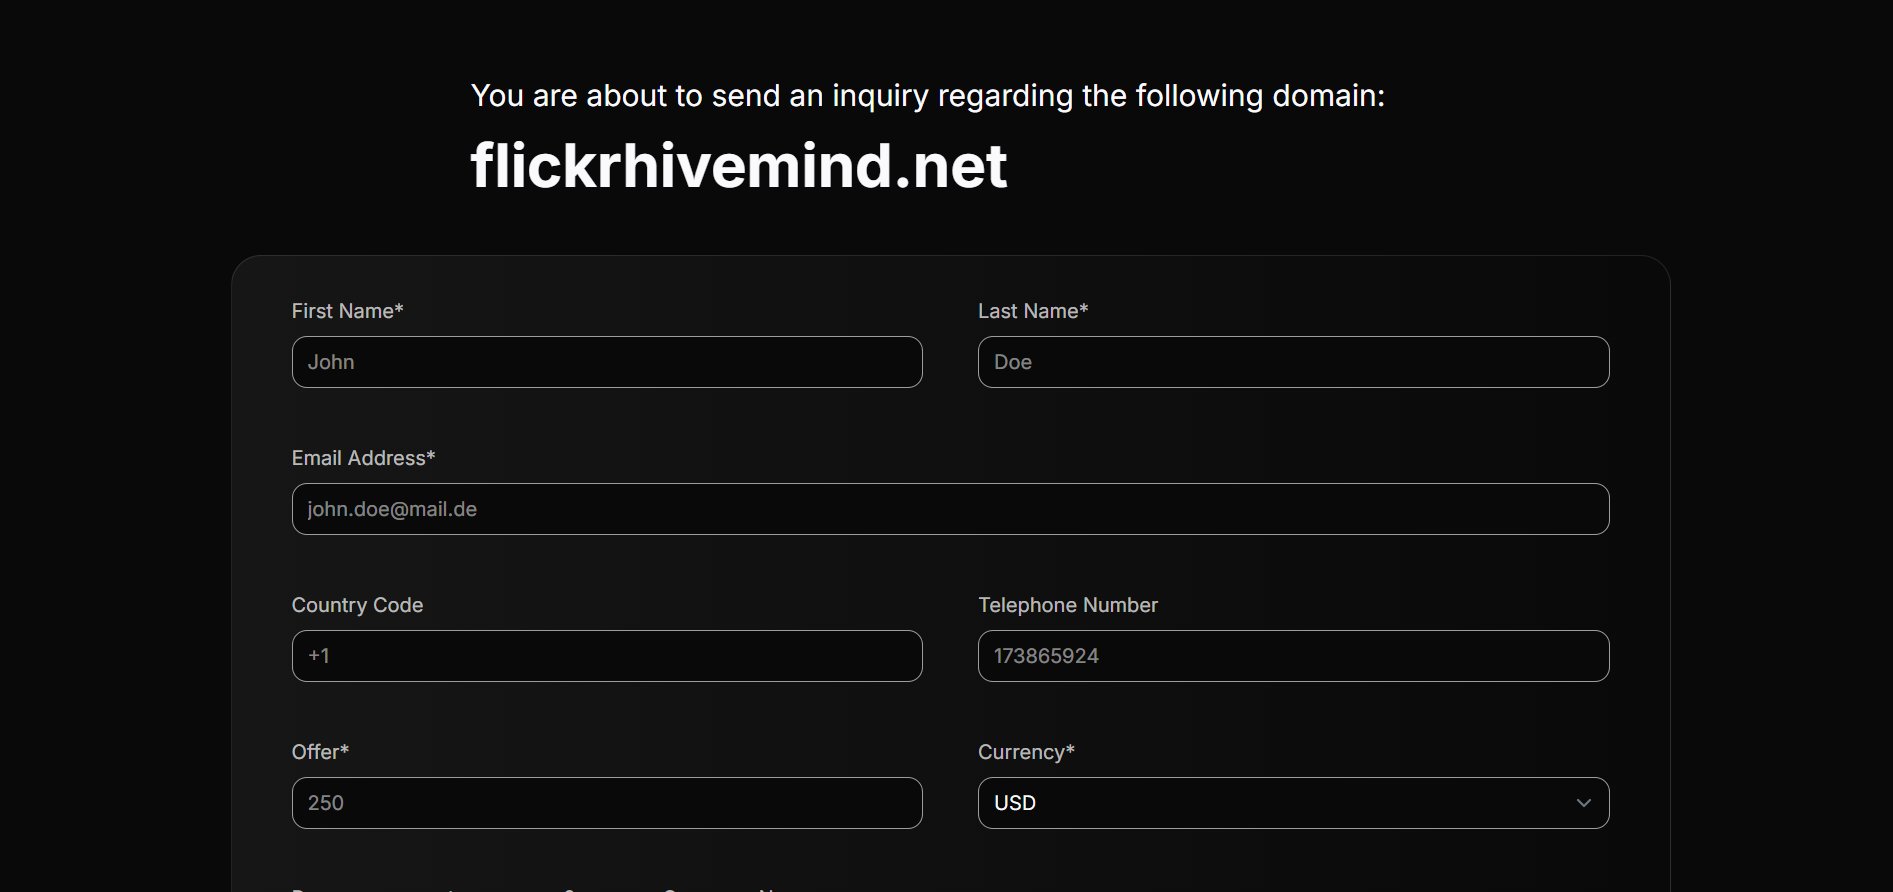 You are about to send an inquiry regarding the following domain:
flickrhivemind.net
First Name*
Last Name*
John
Doe
Email Address*
john.doe@mail.de
Country Code
Telephone Number
+1
173865924
Offer*
Currency*
250
USD